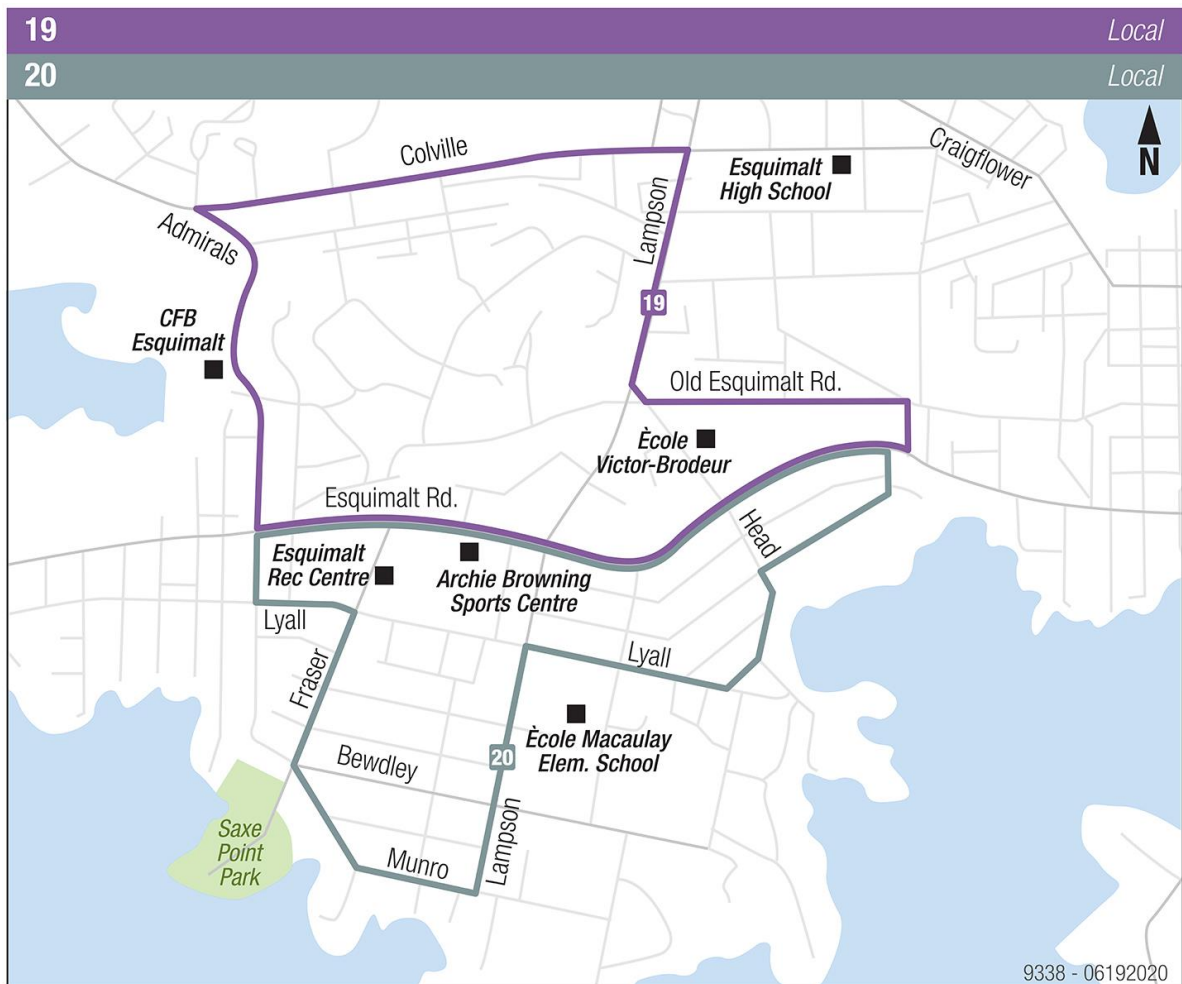 19 Local
20 Local
Colville
Craigflower
N
Esquimalt
High School
Lampson
Admirals
19
CFB
Esquimalt
Old Esquimalt Rd.
Ècole
Victor-Brodeur
Esquimalt Rd.
Head
Esquimalt
Rec Centre
Archie Browning
Sports Centre
Lyall
Lyall
Fraser
Ècole Macaulay
Elem. School
20
Bewdley
Lampson
Saxe
Point
Park
Munro
9338 - 06192020